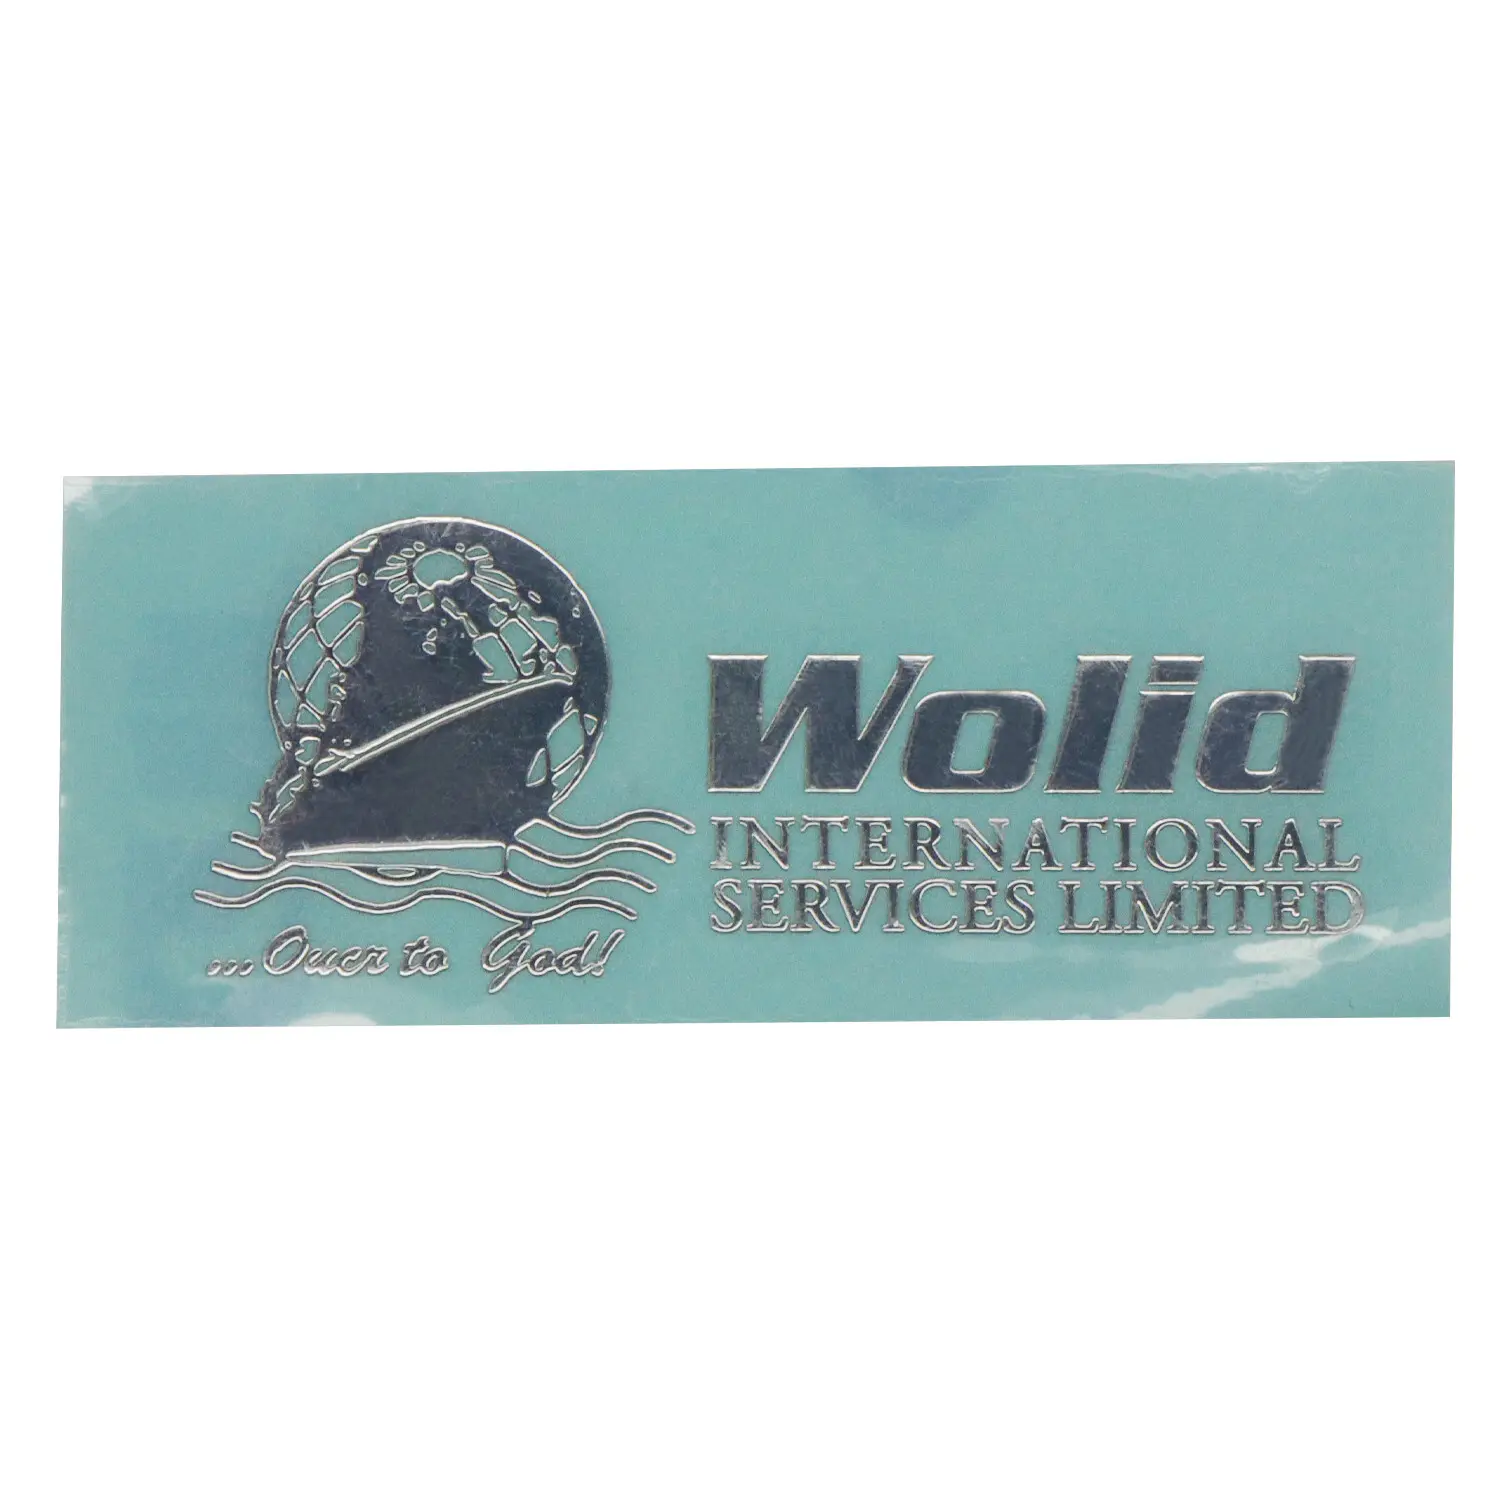 Wolid
INTERNATIONAL
SERVICES LIMITED
...Over to God!